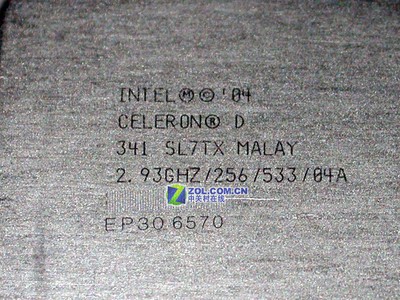 INTEL Ⓜ©'04
CELERON® D
341 SL7TX MALAY
2.93GHZ/256/533/04A
ZOL.COM.CN
中关村在线
EP30 6570